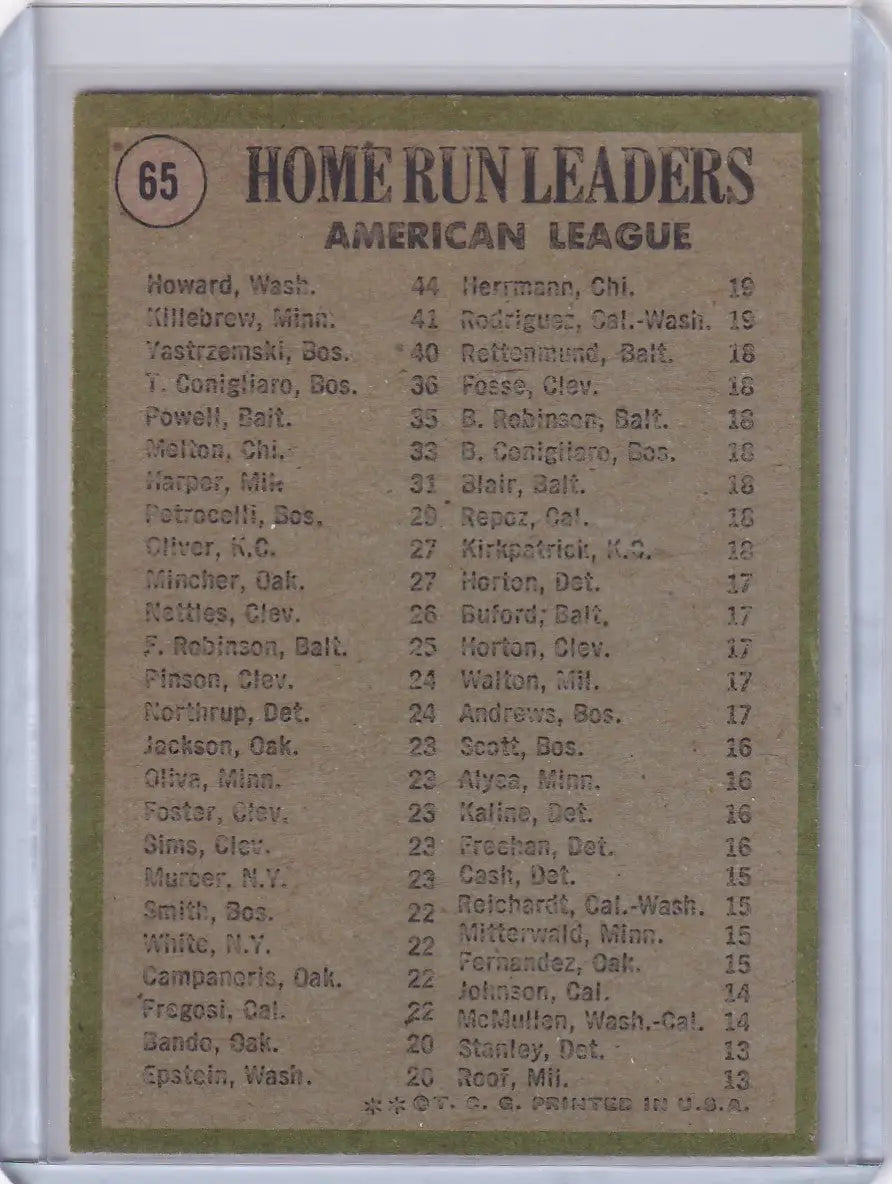 65
HOME RUN LEADERS
AMERICAN LEAGUE
Howard, Wash. 44
Killebrew, Minn. 41
Yastrzemski, Bos. 40
T. Conigliaro, Bos. 36
Powell, Balt. 35
Melton, Chi. 33
Harper, Mil. 31
Petrocelli, Bos. 29
Oliver, K.C. 27
Mincher, Oak. 27
Nettles, Clev. 26
F. Robinson, Balt. 25
Pinson, Clev. 24
Northrup, Det. 24
Jackson, Oak. 23
Oliva, Minn. 23
Foster, Clev. 23
Sims, Clev. 23
Murcer, N.Y. 23
Smith, Bos. 22
White, N.Y. 22
Campaneris, Oak. 22
Fregosi, Cal. 22
Bando, Oak. 20
Epstein, Wash. 20
Herrmann, Chi. 19
Rodriguez, Cal.-Wash. 19
Rettenmund, Balt. 18
Fosse, Clev. 18
B. Robinson, Balt. 18
B. Conigliaro, Bos. 18
Blair, Balt. 18
Repoz, Cal. 18
Kirkpatrick, K.C. 18
Horton, Det. 17
Buford, Balt. 17
Horton, Clev. 17
Walton, Mil. 17
Andrews, Bos. 17
Scott, Bos. 16
Alyea, Minn. 16
Kaline, Det. 16
Freehan, Det. 16
Cash, Det. 15
Reichardt, Cal.-Wash. 15
Mitterwald, Minn. 15
Fernandez, Oak. 15
Johnson, Cal. 14
McMullen, Wash.-Cal. 14
Stanley, Det. 13
Roof, Mil. 13
**©T. C. G. PRINTED IN U.S.A.